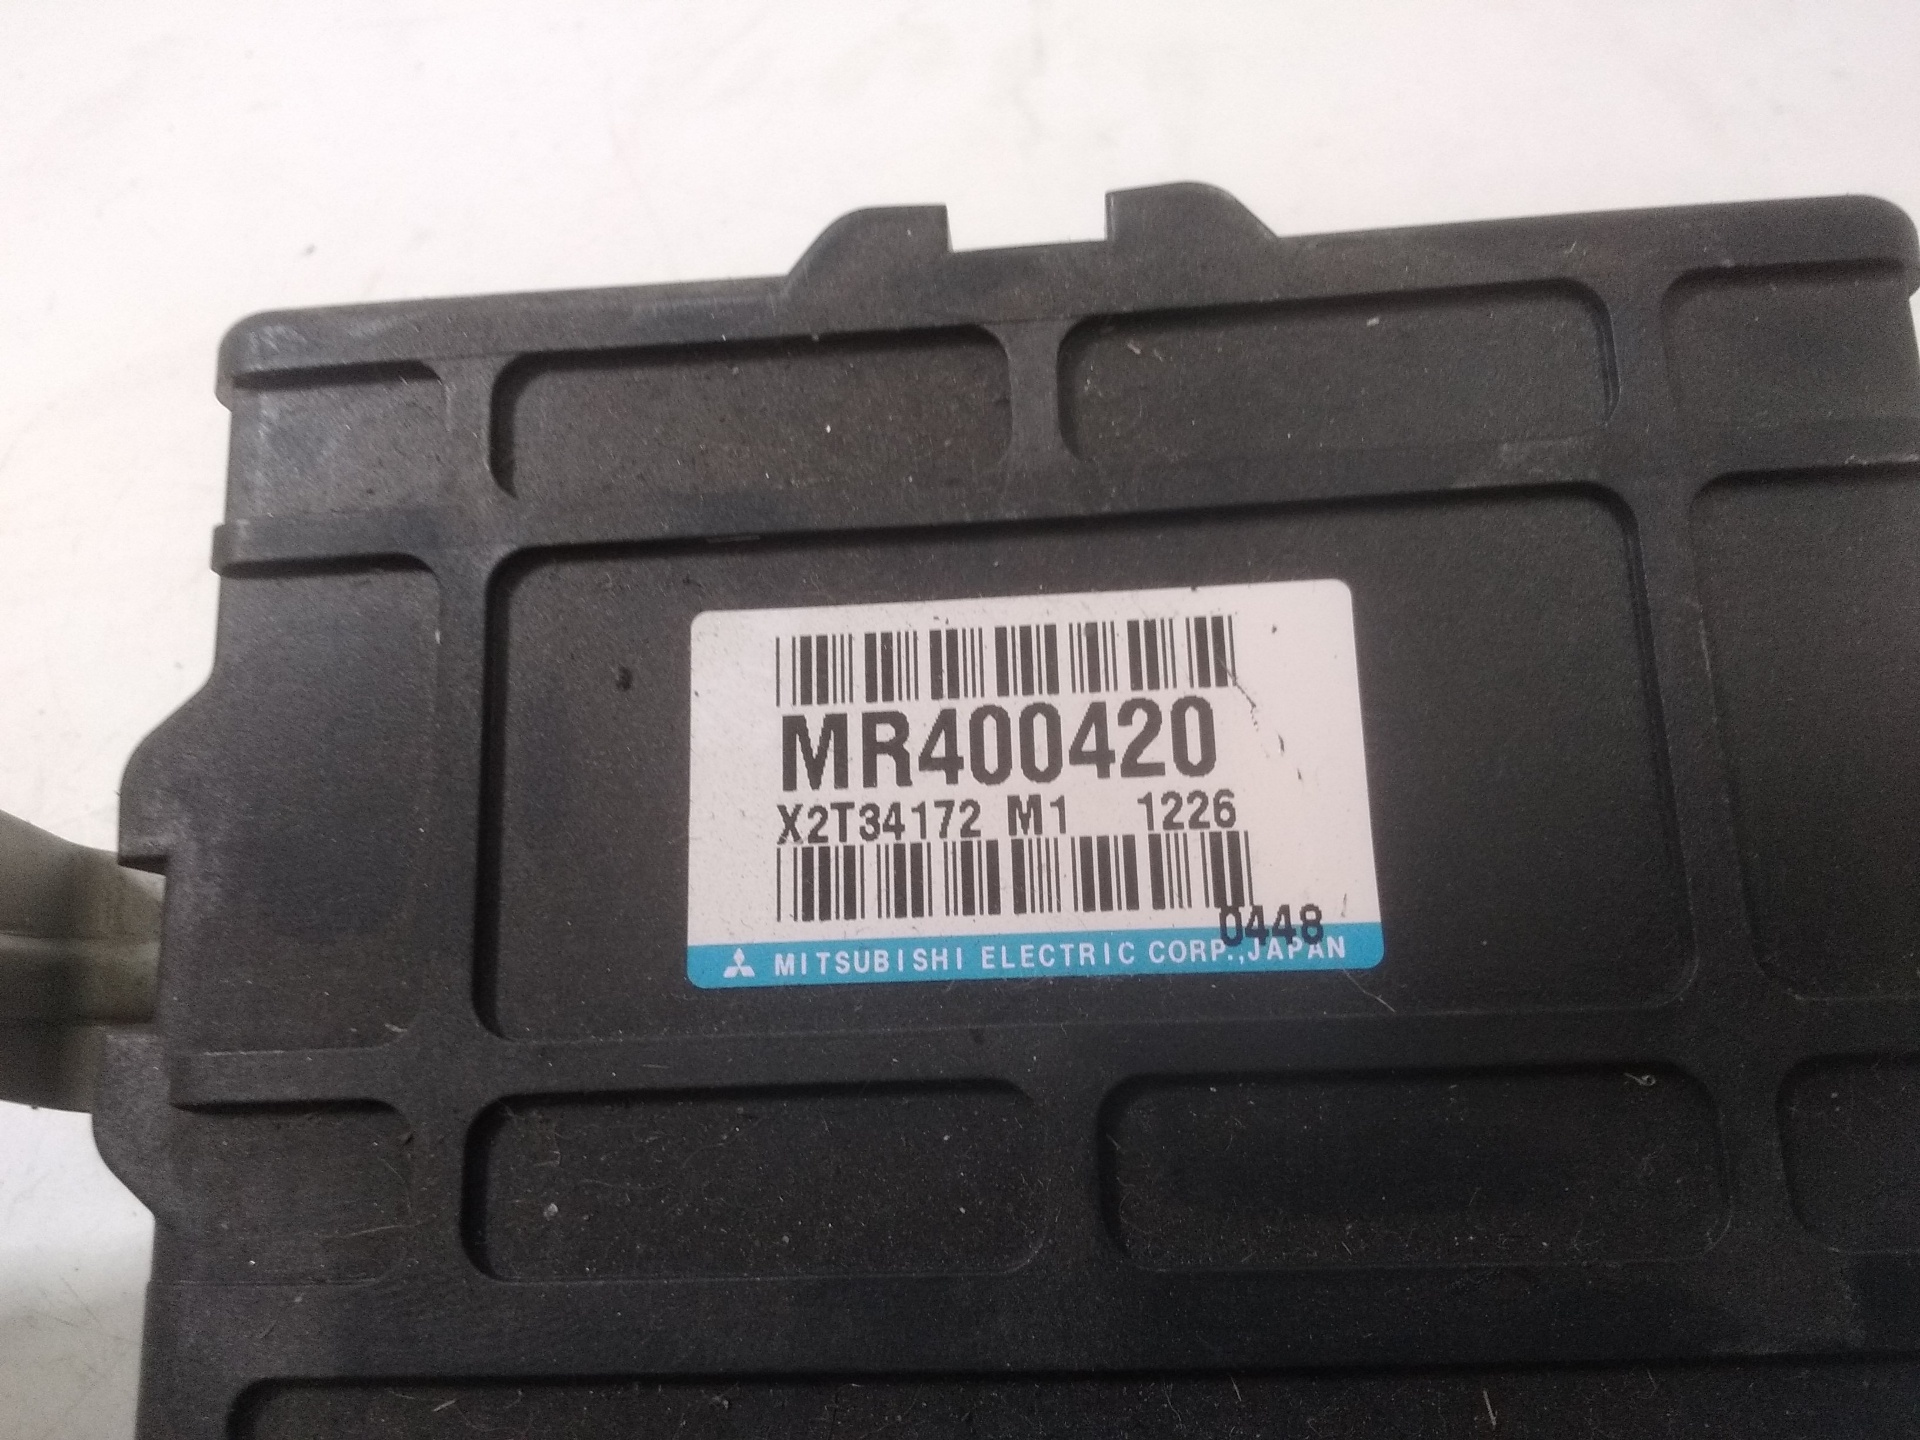 MR400420
X2T34172 M1 1226
0448
MITSUBISHI ELECTRIC CORP.,JAPAN